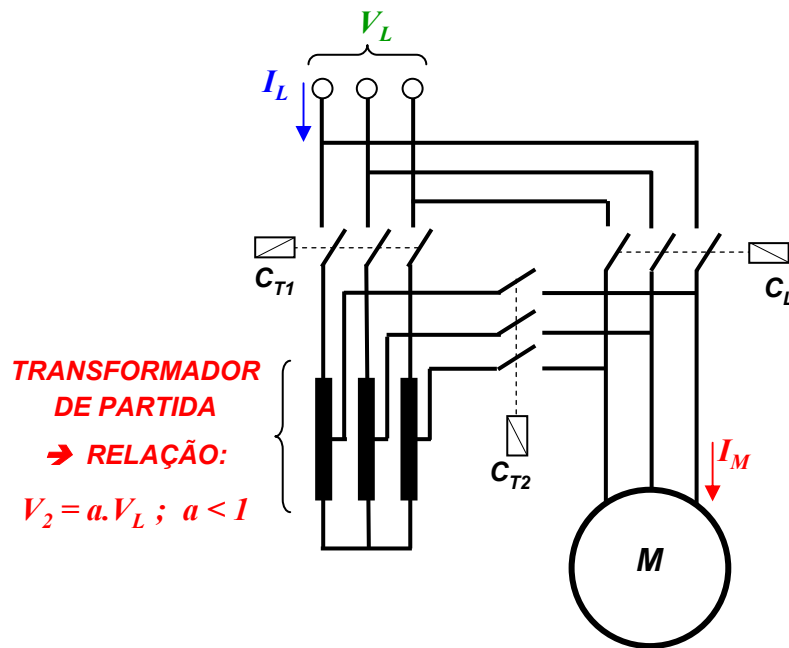 V_L
I_L
C_T1
C_L
TRANSFORMADOR
DE PARTIDA
➔ RELAÇÃO:
V_2 = a.V_L ; a < 1
C_T2
I_M
M